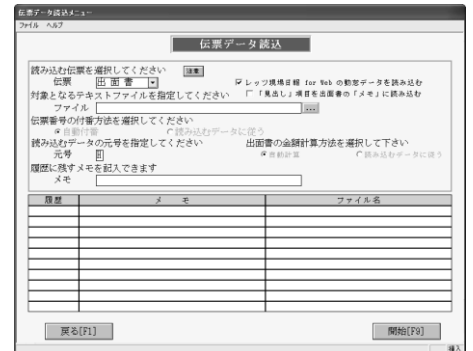 伝票データ読込メニュー
ファイル ヘルプ
伝票データ読込
読み込む伝票を選択してください 注意
伝票 出面書 レッツ現場日報 for Web の勤怠データを読み込む
対象となるテキストファイルを指定してください 「見出し」項目を出面書の「メモ」に読み込む
ファイル ...
伝票番号の付番方法を選択してください
自動付番 読み込むデータに従う
読み込むデータの元号を指定してください 出面書の金額計算方法を選択して下さい
元号 自動計算 読み込むデータに従う
履歴に残すメモを記入できます
メモ
履歴 メモ ファイル名
戻る[F1] 開始[F9]
挿入